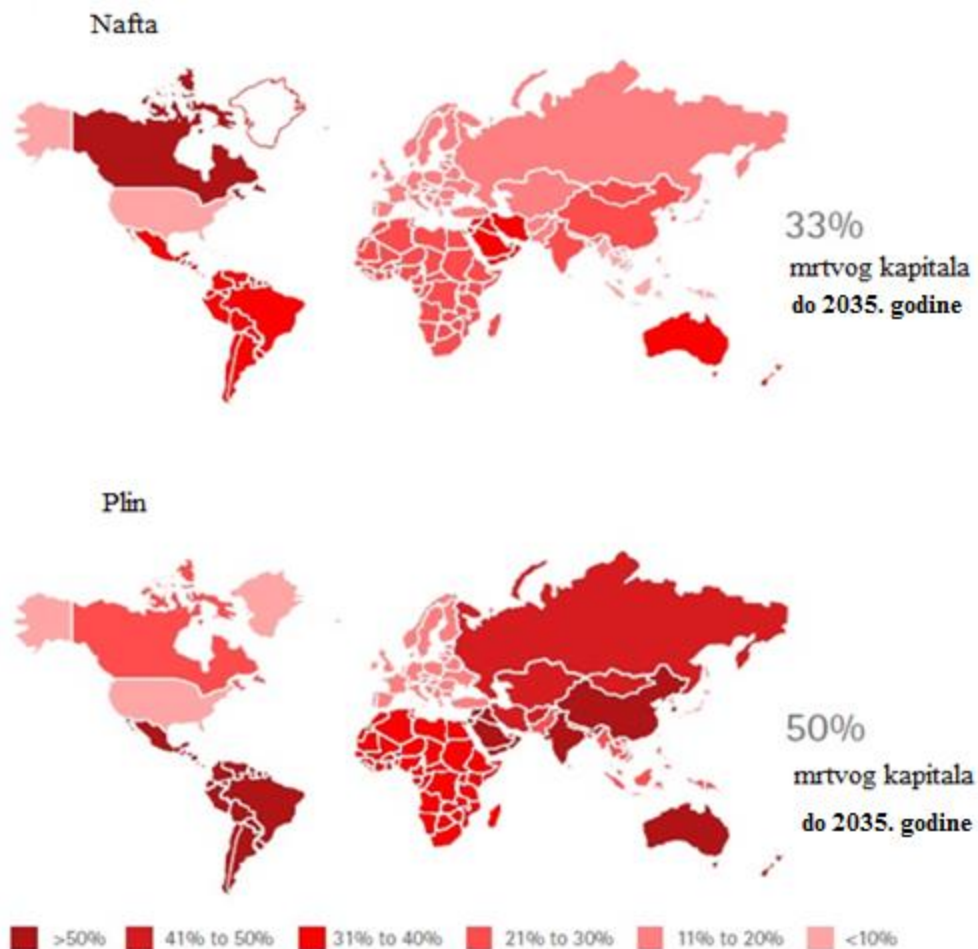 Nafta
33%
mrtvog kapitala
do 2035. godine
Plin
50%
mrtvog kapitala
do 2035. godine
>50% 41% to 50% 31% to 40% 21% to 30% 11% to 20% <10%